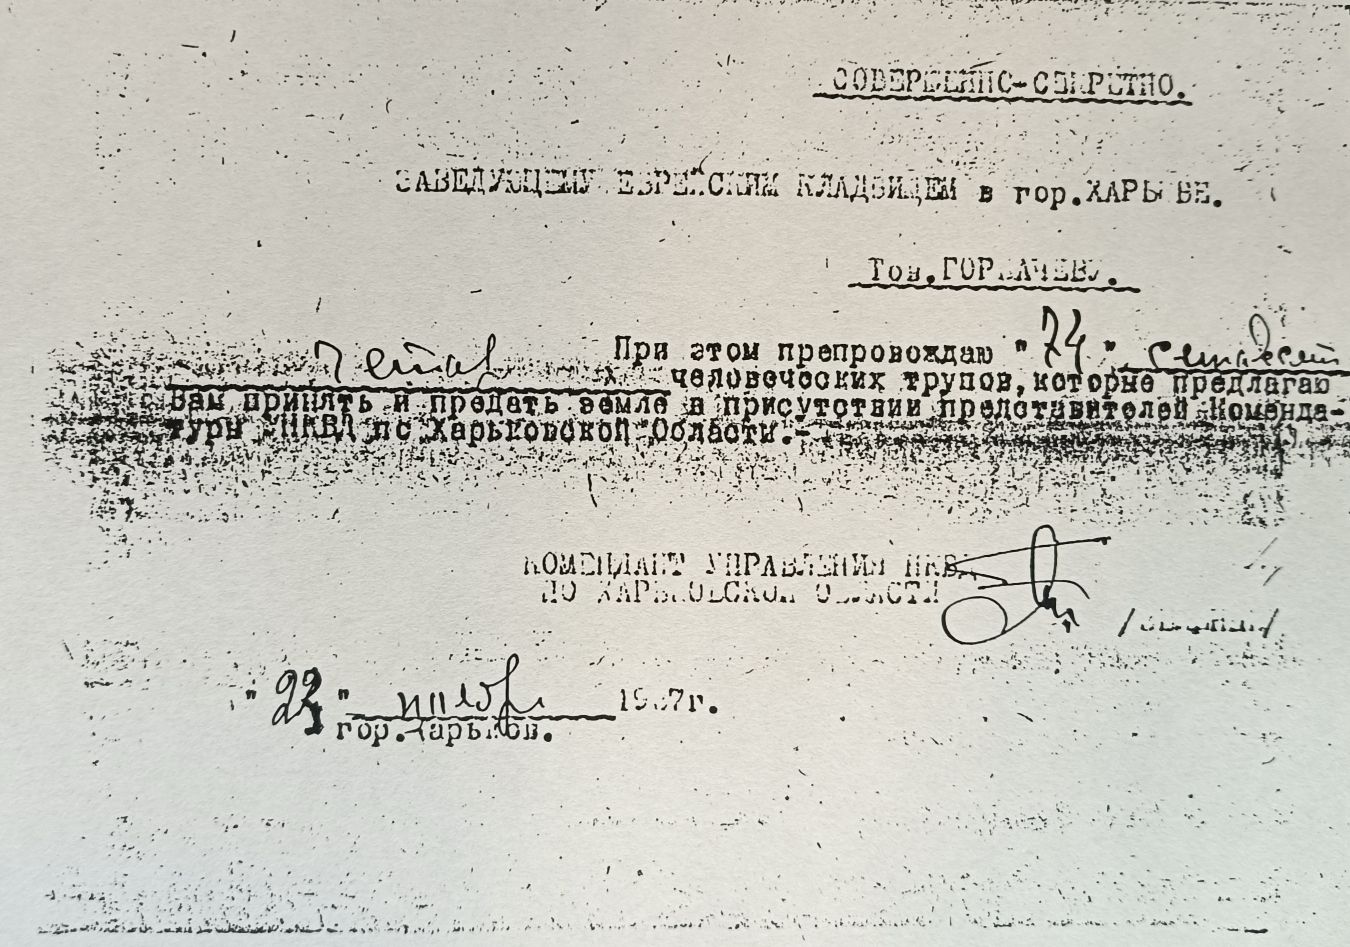 СОВЕРШЕННО-СЕКРЕТНО.
ЗАВЕДУЮЩЕМУ ЕВРЕЙСКИМ КЛАДБИЩЕМ в гор.ХАРЬКОВЕ.
Тов.ГОРБАЧЕВУ.
При этом препровождаю "74" семьдесят
четыре человеческих трупов,которые предлагаю
Вам принять и предать земле в присутствии представителей Коменда-
туры УНКВД по Харьковской Области.-
КОМЕНДАНТ УПРАВЛЕНИЯ НКВД
ПО ХАРЬКОВСКОЙ ОБЛАСТИ
"22" ноября 1937г.
гор.Харьков.